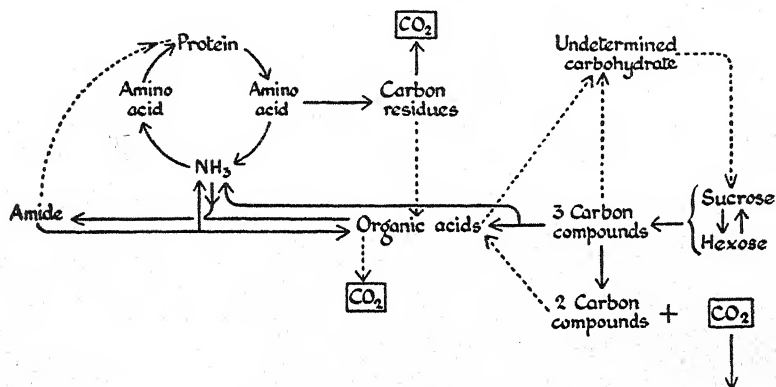 CO₂
Protein
Undetermined
carbohydrate
Amino
acid
Amino
acid
Carbon
residues
NH₃
Amide
Organic acids
3 Carbon
compounds
Sucrose
Hexose
CO₂
2 Carbon
compounds
+
CO₂